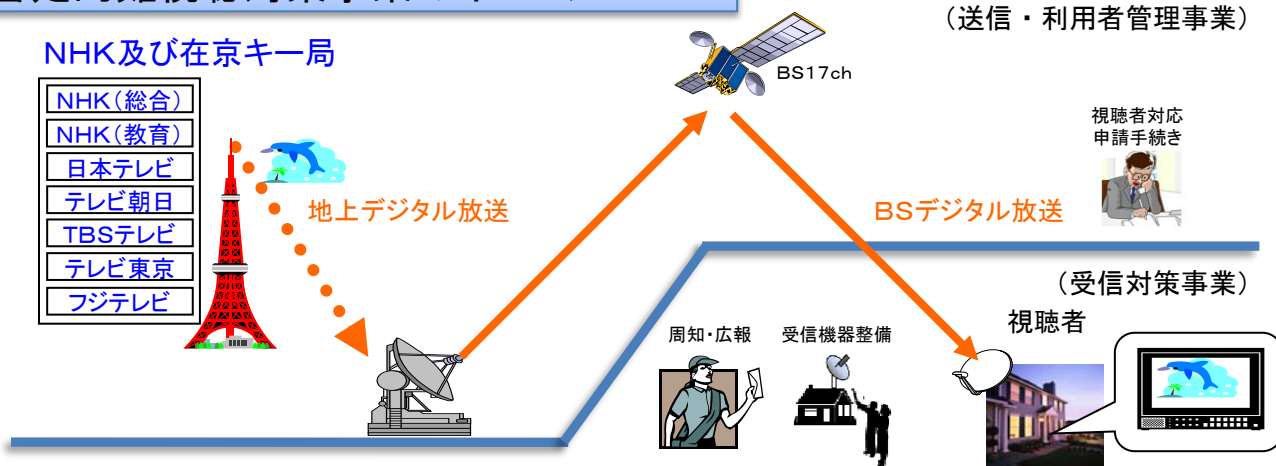 (送信・利用者管理事業)
NHK及び在京キー局
BS17ch
NHK(総合)
NHK(教育)
日本テレビ
テレビ朝日
TBSテレビ
テレビ東京
フジテレビ
地上デジタル放送
BSデジタル放送
視聴者対応
申請手続き
(受信対策事業)
周知・広報
受信機器整備
視聴者